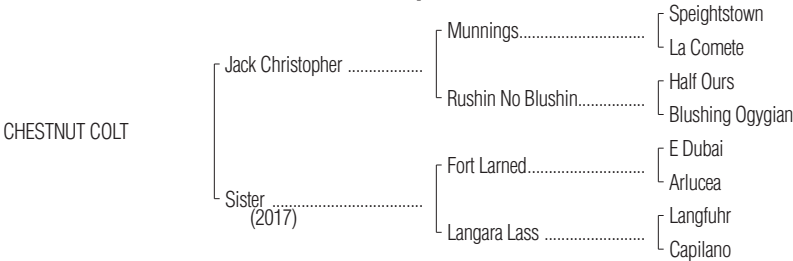 Speightstown
Munnings..............................
La Comete
Jack Christopher ..................
Half Ours
Rushin No Blushin................
Blushing Ogygian
CHESTNUT COLT
E Dubai
Fort Larned............................
Arlucea
Sister ....................................
(2017)
Langfuhr
Langara Lass ........................
Capilano